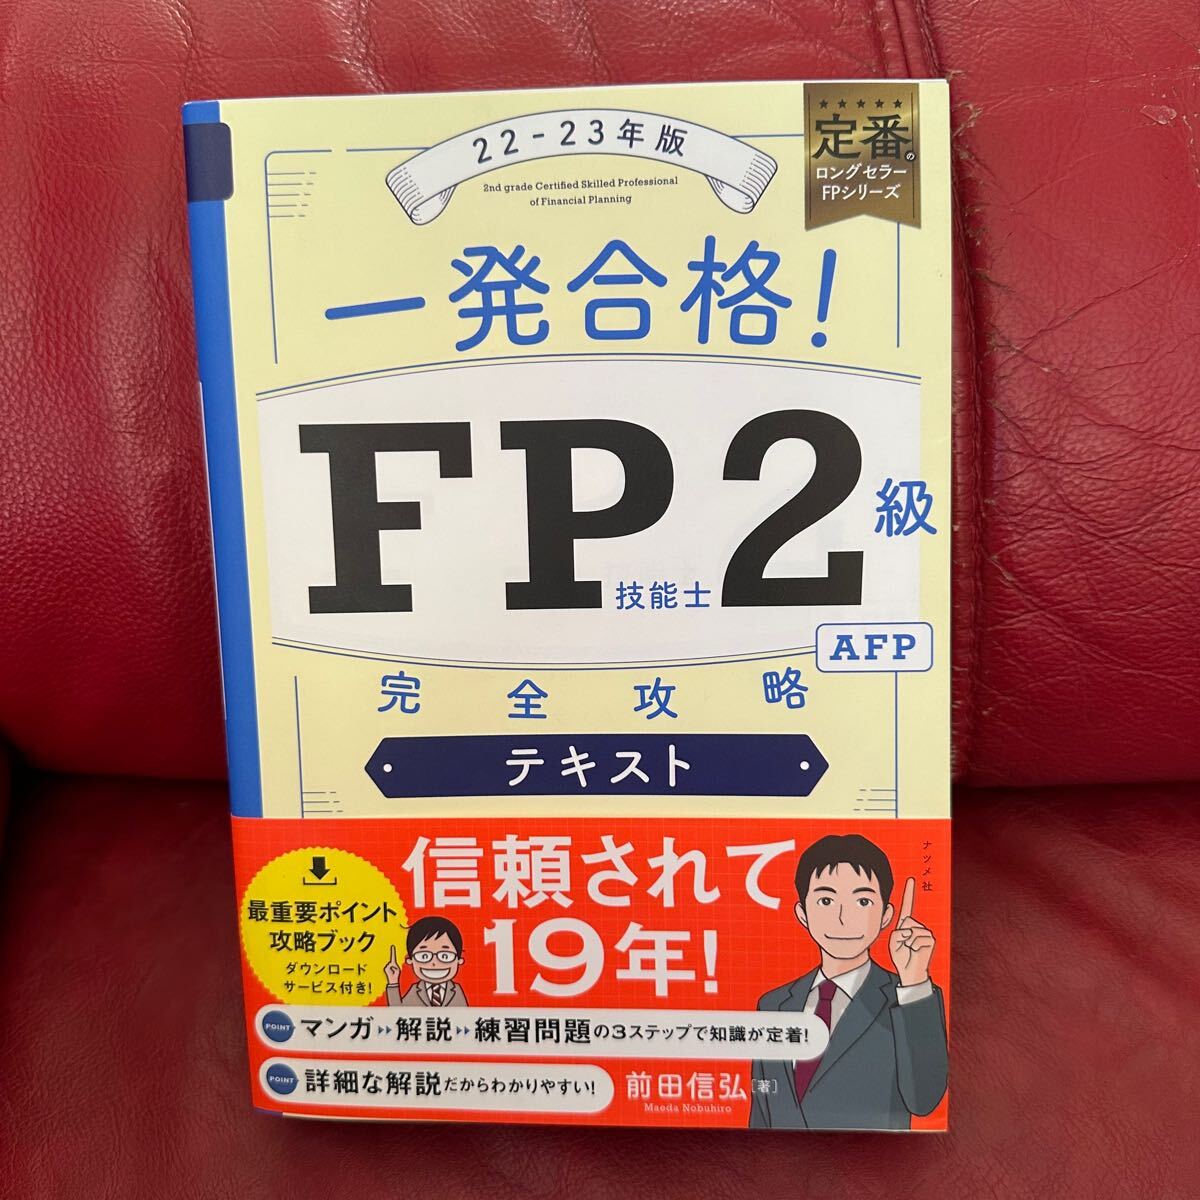 22-23年版
2nd grade Certified Skilled Professional
of Financial Planning
定番の
ロングセラー
FPシリーズ
一発合格!
FP技能士2級
AFP
完全攻略
テキスト
信頼されて
19年!
最重要ポイント
攻略ブック
ダウンロード
サービス付き!
ナツメ社
POINT マンガ▸▸解説▸▸練習問題の3ステップで知識が定着!
POINT 詳細な解説だからわかりやすい!
前田信弘[著]
Maeda Nobuhiro